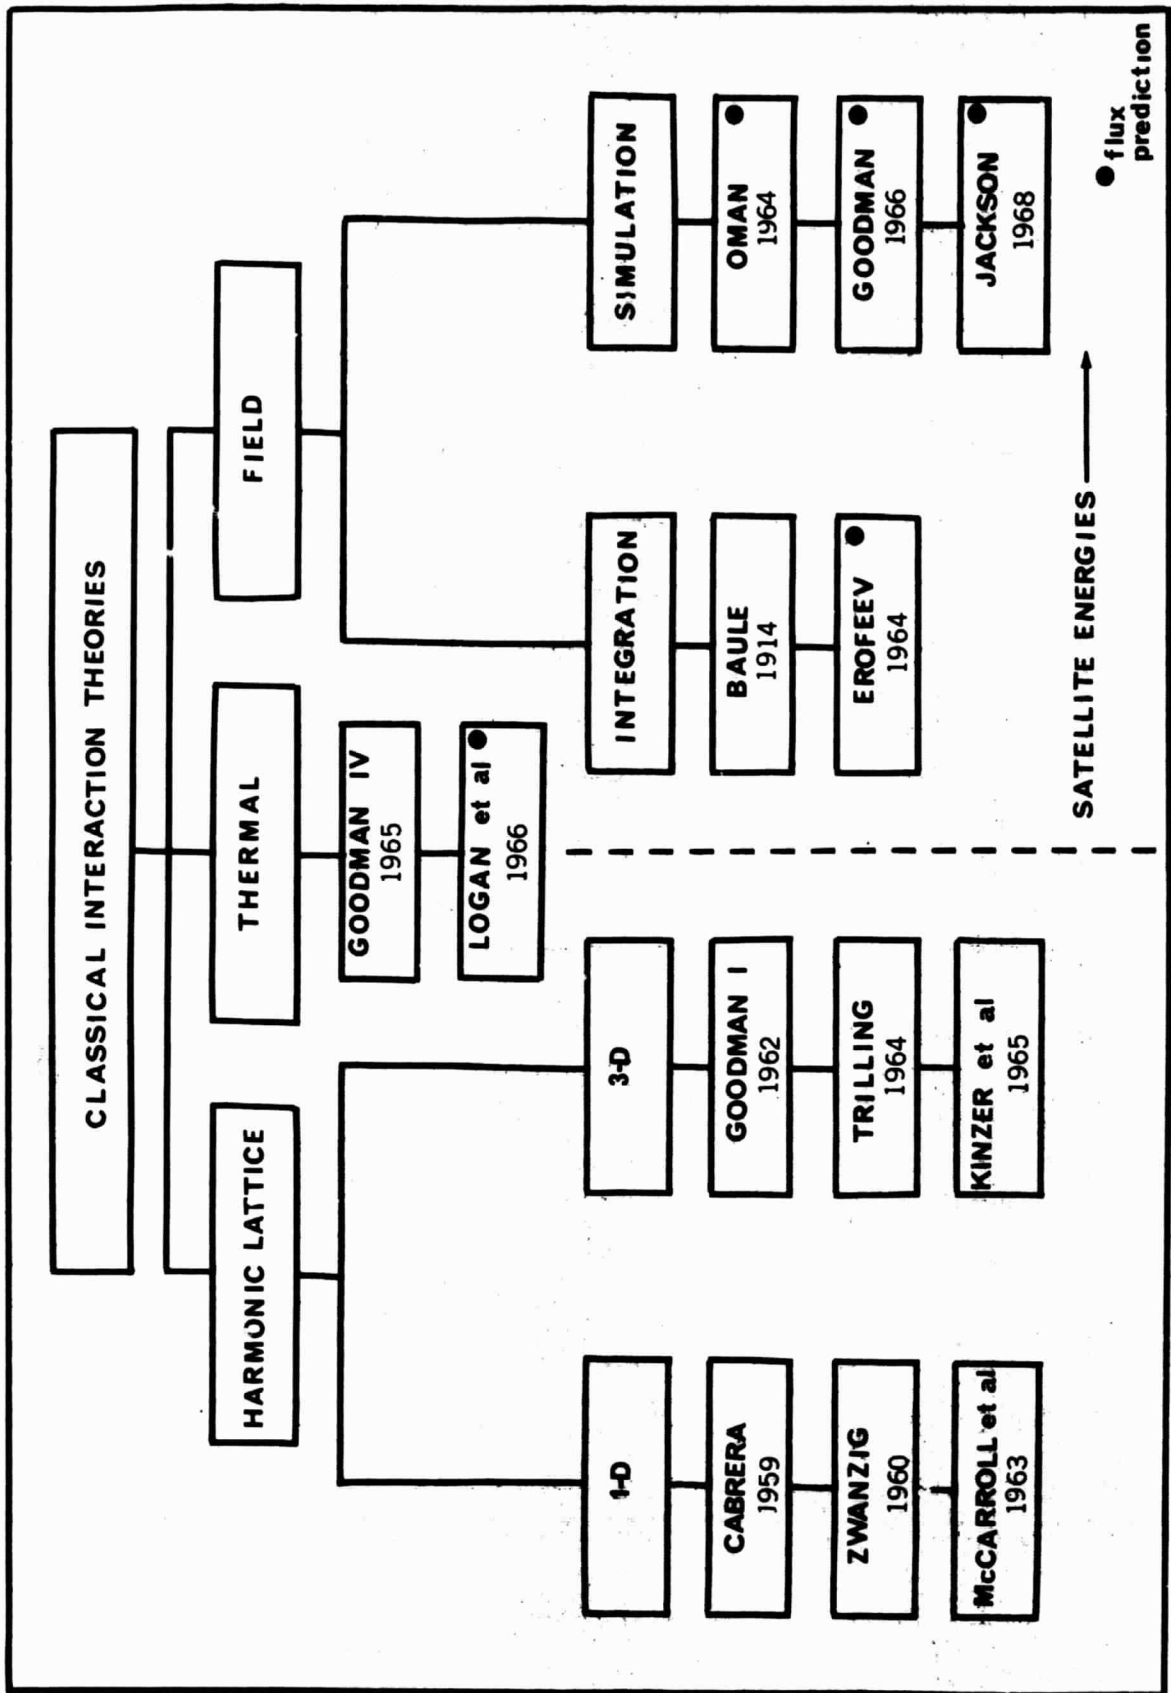 CLASSICAL INTERACTION THEORIES
HARMONIC LATTICE
THERMAL
FIELD
GOODMAN IV
1965
LOGAN et al
1966
1-D
3-D
INTEGRATION
SIMULATION
CABRERA
1959
GOODMAN I
1962
BAULE
1914
OMAN
1964
ZWANZIG
1960
TRILLING
1964
EROFEEV
1964
GOODMAN
1966
McCARROLL et al
1963
KINZER et al
1965
JACKSON
1968
SATELLITE ENERGIES
flux
prediction